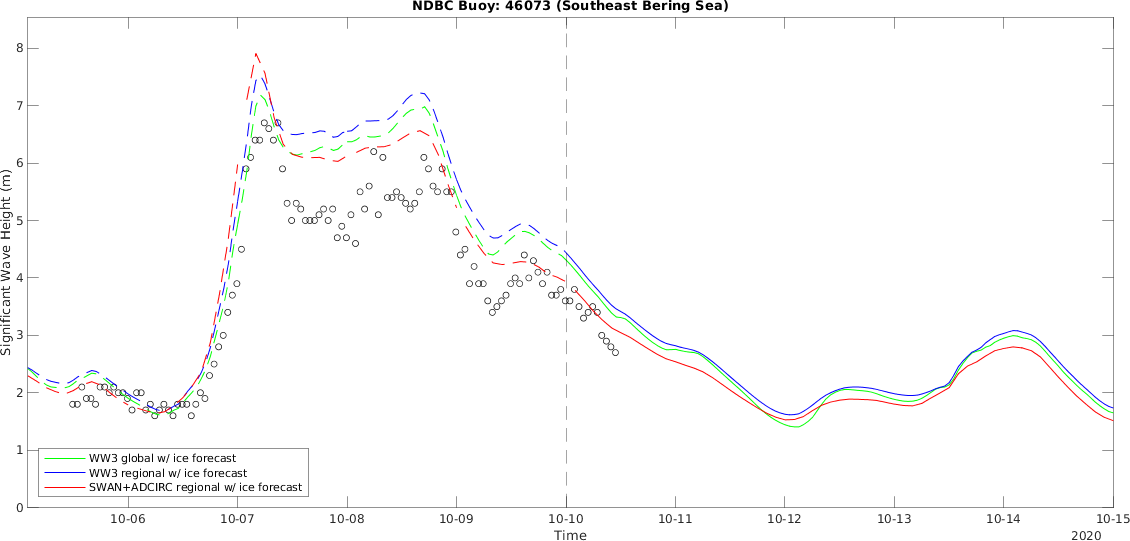 NDBC Buoy: 46073 (Southeast Bering Sea)
Significant Wave Height (m)
8
7
6
5
4
3
2
1
0
WW3 global w/ ice forecast
WW3 regional w/ ice forecast
SWAN+ADCIRC regional w/ ice forecast
10-06 10-07 10-08 10-09 10-10 10-11 10-12 10-13 10-14 10-15
Time
2020